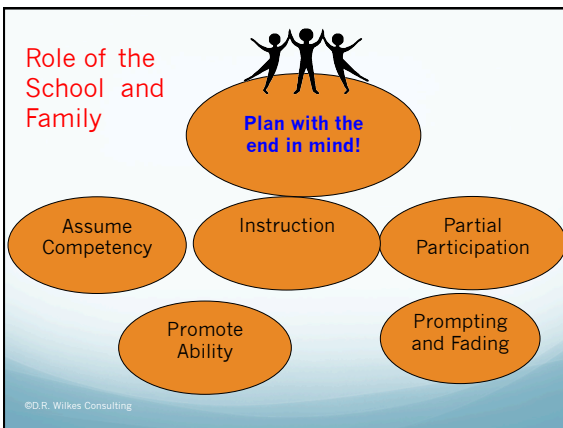 Role of the
School and
Family
Plan with the
end in mind!
Assume
Competency
Instruction
Partial
Participation
Promote
Ability
Prompting
and Fading
©D.R. Wilkes Consulting